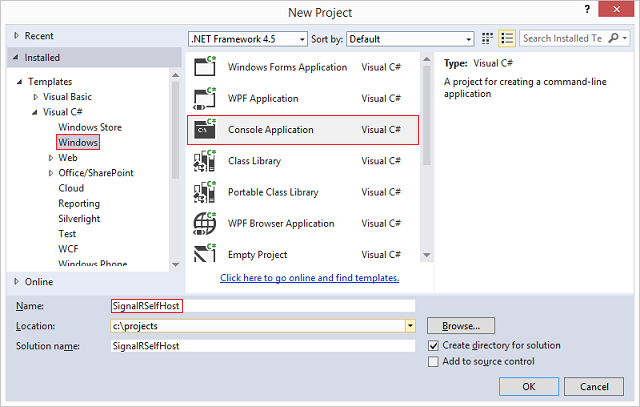 New Project
? ×
Recent
Installed
Templates
Visual Basic
Visual C#
Windows Store
Windows
Web
Office/SharePoint
Cloud
Reporting
Silverlight
Test
WCF
Windows Phone
Online
.NET Framework 4.5 Sort by: Default
Search Installed Te
C# Windows Forms Application Visual C#
C# WPF Application Visual C#
C# C:\ Console Application Visual C#
C# Class Library Visual C#
C# Portable Class Library Visual C#
C# WPF Browser Application Visual C#
C# Empty Project Visual C#
Click here to go online and find templates.
Type: Visual C#
A project for creating a command-line
application
Name: SignalRSelfHost
Location: c:\projects
Browse...
Solution name: SignalRSelfHost
Create directory for solution
Add to source control
OK Cancel